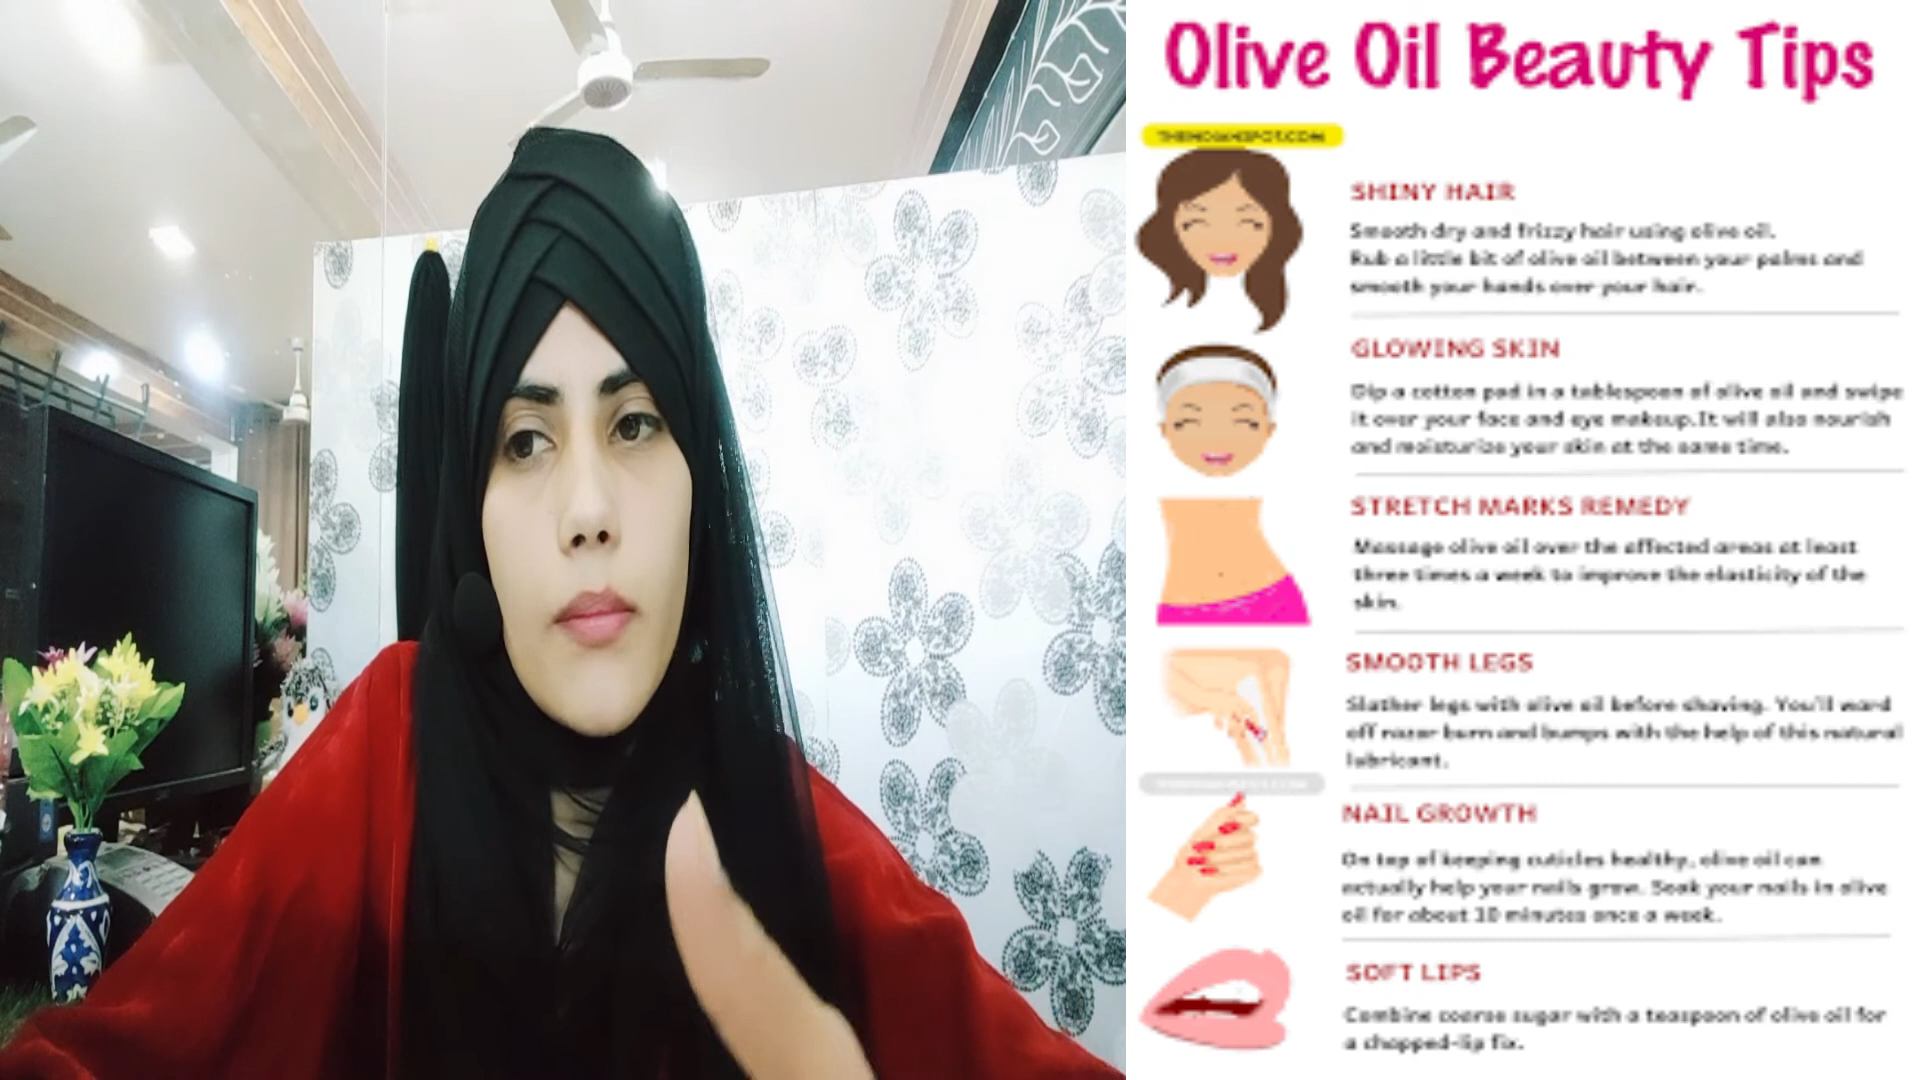 Olive Oil Beauty Tips
THEINDIANSPOT.COM
SHINY HAIR
Smooth dry and frizzy hair using olive oil.
Rub a little bit of olive oil between your palms and
smooth your hands over your hair.
GLOWING SKIN
Dip a cotton pad in a tablespoon of olive oil and swipe
it over your face and eye makeup.It will also nourish
and moisturize your skin at the same time.
STRETCH MARKS REMEDY
Massage olive oil over the affected areas at least
three times a week to improve the elasticity of the
skin.
SMOOTH LEGS
Slather legs with olive oil before shaving. You'll ward
off razor burn and bumps with the help of this natural
lubricant.
NAIL GROWTH
On top of keeping cuticles healthy, olive oil can
actually help your nails grow. Soak your nails in olive
oil for about 10 minutes once a week.
SOFT LIPS
Combine coarse sugar with a teaspoon of olive oil for
a chapped-lip fix.